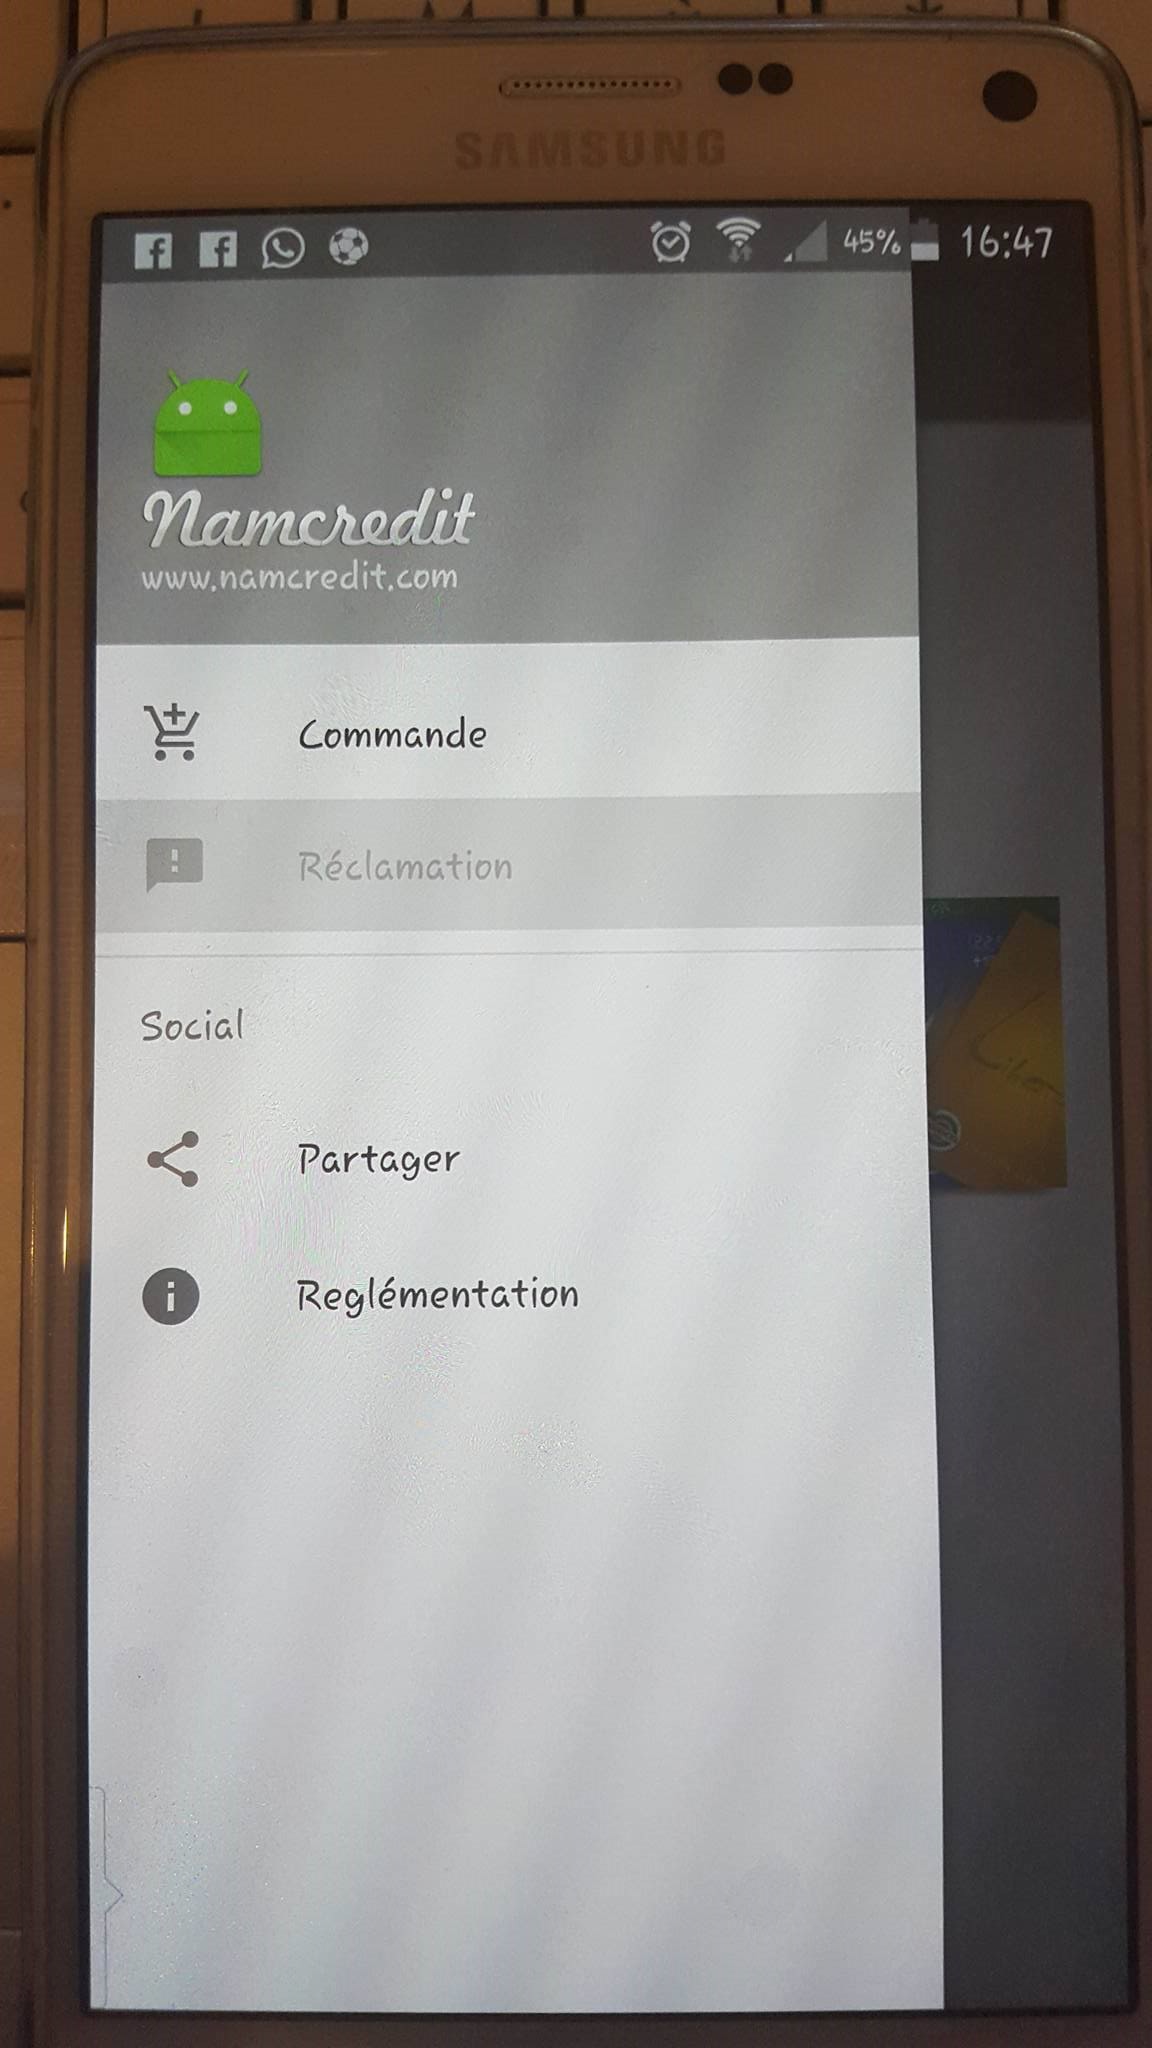 SAMSUNG
45% 16:47
Namcredit
www.namcredit.com
Commande
Réclamation
Social
Partager
Reglémentation